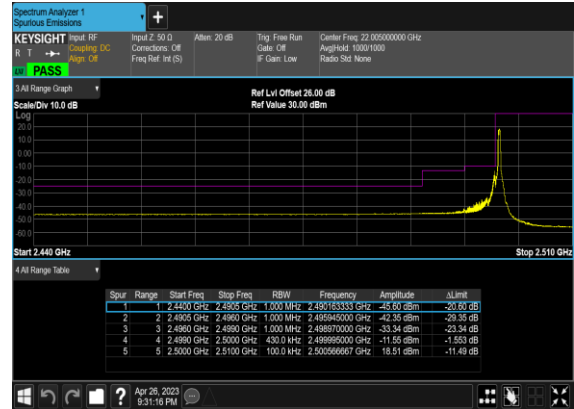 Spectrum Analyzer 1
Spurious Emissions
KEYSIGHT Input: RF Input Z: 50 Ω Atten: 20 dB Trig: Free Run Center Freq: 22.005000000 GHz
R T Coupling: DC Corrections: Off Gate: Off Avg|Hold: 1000/1000
Align: Off Freq Ref: Int (S) IF Gain: Low Radio Std: None
PASS
3 All Range Graph
Ref Lvl Offset 26.00 dB
Scale/Div 10.0 dB Ref Value 30.00 dBm
Log
20.0
10.0
0.00
-10.0
-20.0
-30.0
-40.0
-50.0
-60.0
Start 2.440 GHz Stop 2.510 GHz
4 All Range Table
Spur Range Start Freq Stop Freq RBW Frequency Amplitude ΔLimit
1 1 2.4400 GHz 2.4905 GHz 1.000 MHz 2.490163333 GHz -45.60 dBm -20.60 dB
2 2 2.4905 GHz 2.4960 GHz 1.000 MHz 2.495945000 GHz -42.35 dBm -29.35 dB
3 3 2.4960 GHz 2.4990 GHz 1.000 MHz 2.498970000 GHz -33.34 dBm -23.34 dB
4 4 2.4990 GHz 2.5000 GHz 430.0 kHz 2.499995000 GHz -11.55 dBm -1.553 dB
5 5 2.5000 GHz 2.5100 GHz 100.0 kHz 2.500566667 GHz 18.51 dBm -11.49 dB
Apr 26, 2023
9:31:16 PM